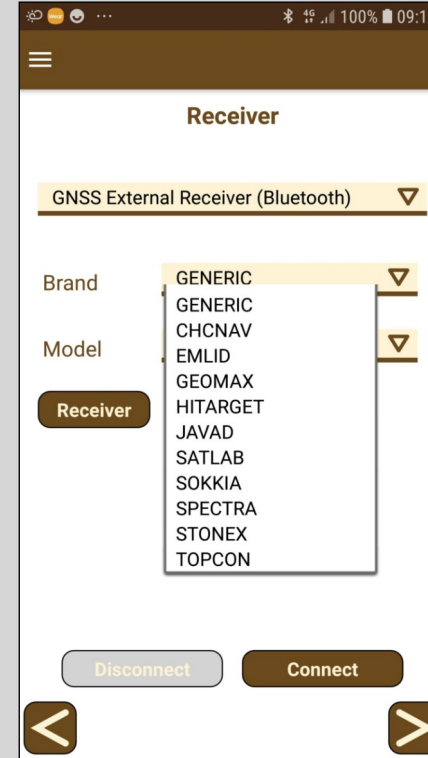 4G 100% 09:1
Receiver
GNSS External Receiver (Bluetooth)
Brand
GENERIC
GENERIC
CHCNAV
EMLID
Model
GEOMAX
HITARGET
Receiver
JAVAD
SATLAB
SOKKIA
SPECTRA
STONEX
TOPCON
Disconnect
Connect